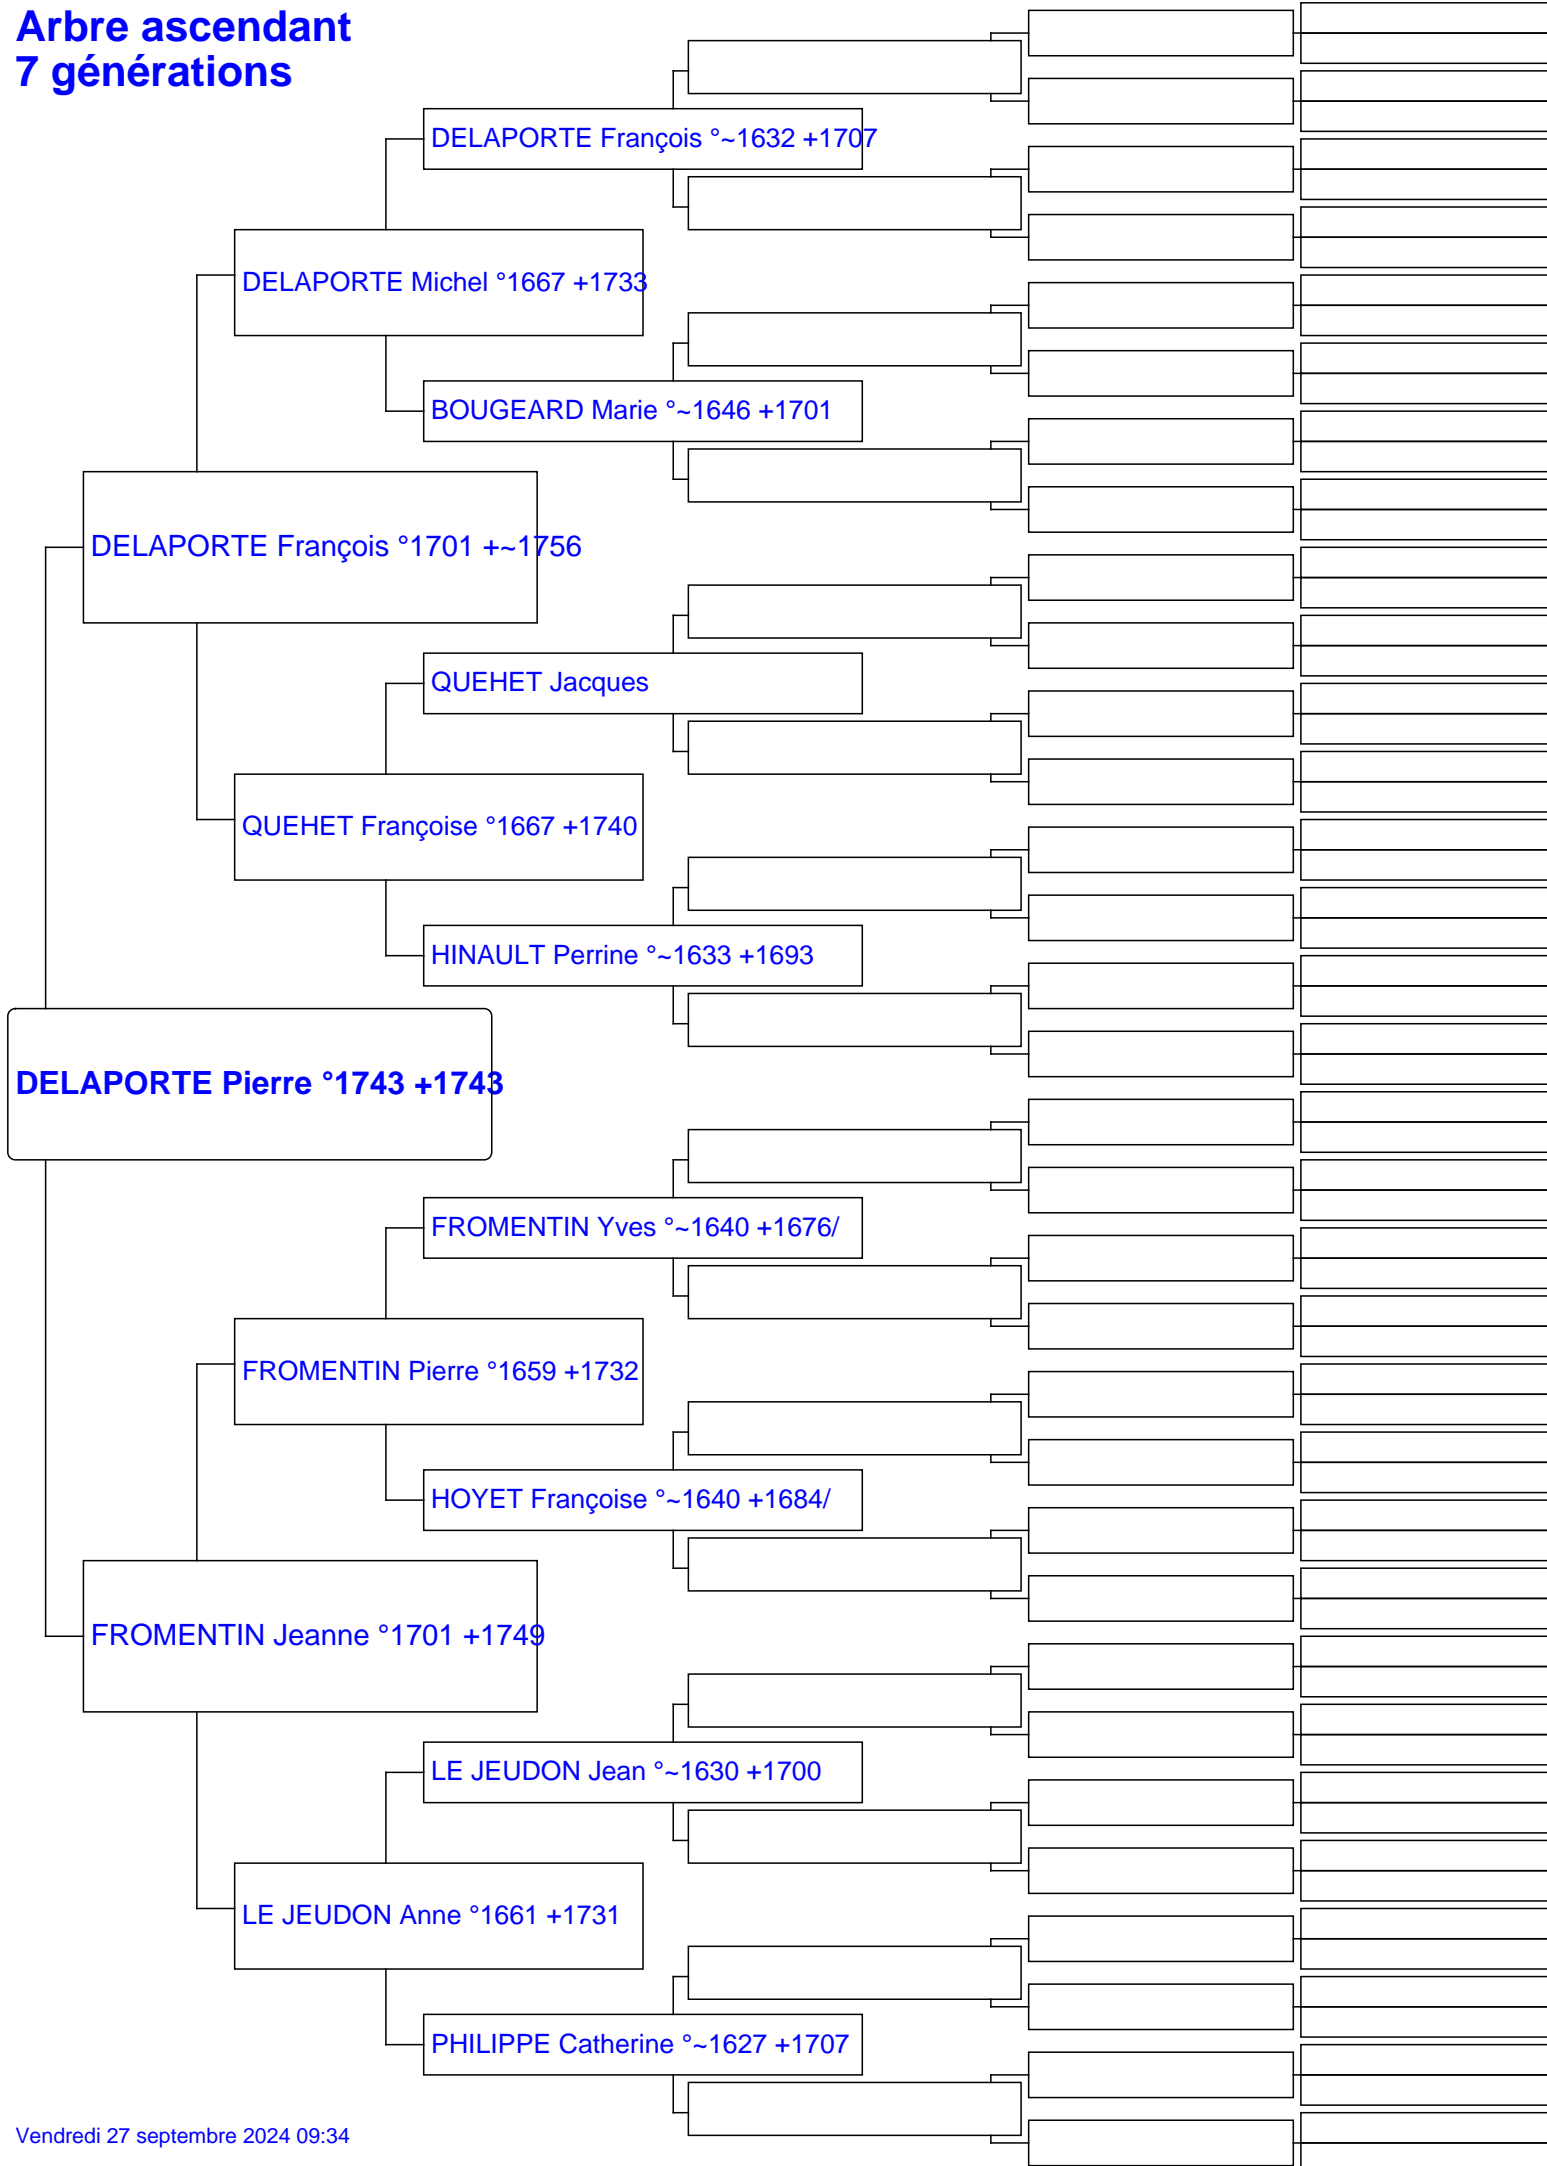 Arbre ascendant
7 générations
DELAPORTE François °~1632 +1707
DELAPORTE Michel °1667 +1733
BOUGEARD Marie °~1646 +1701
DELAPORTE François °1701 +~1756
QUEHET Jacques
QUEHET Françoise °1667 +1740
HINAULT Perrine °~1633 +1693
DELAPORTE Pierre °1743 +1743
FROMENTIN Yves °~1640 +1676/
FROMENTIN Pierre °1659 +1732
HOYET Françoise °~1640 +1684/
FROMENTIN Jeanne °1701 +1749
LE JEUDON Jean °~1630 +1700
LE JEUDON Anne °1661 +1731
PHILIPPE Catherine °~1627 +1707
Vendredi 27 septembre 2024 09:34